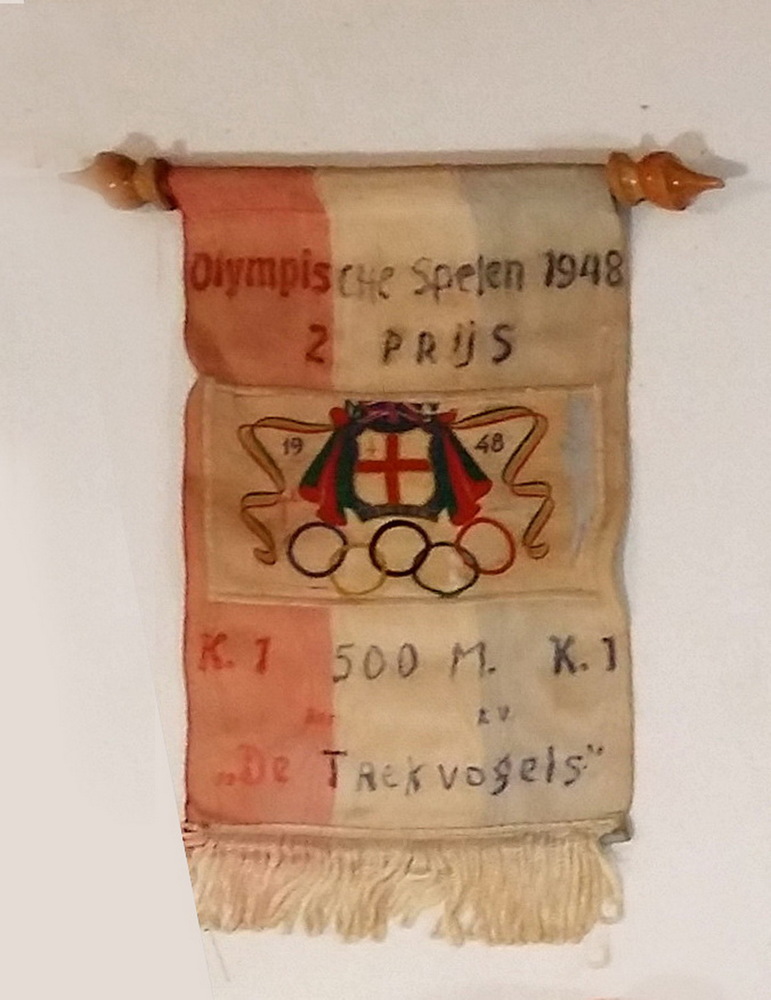 Olympische Spelen 1948
2 PRIJS
19 48
K. 1 500 M. K. 1
„De Trekvogels"